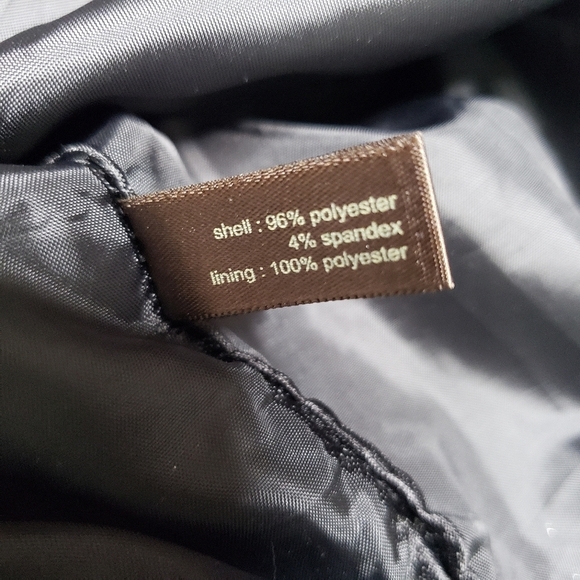 shell : 96% polyester
4% spandex
lining : 100% polyester